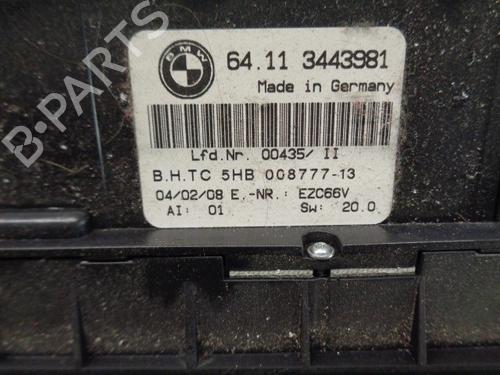 BMW
64.11 3443981
Made in Germany
Lfd.Nr. 00435/ II
B.H.TC 5HB 008777-13
04/02/08 E.-NR.: EZC66V
AI: 01 Sw: 20.0
B-PARTS